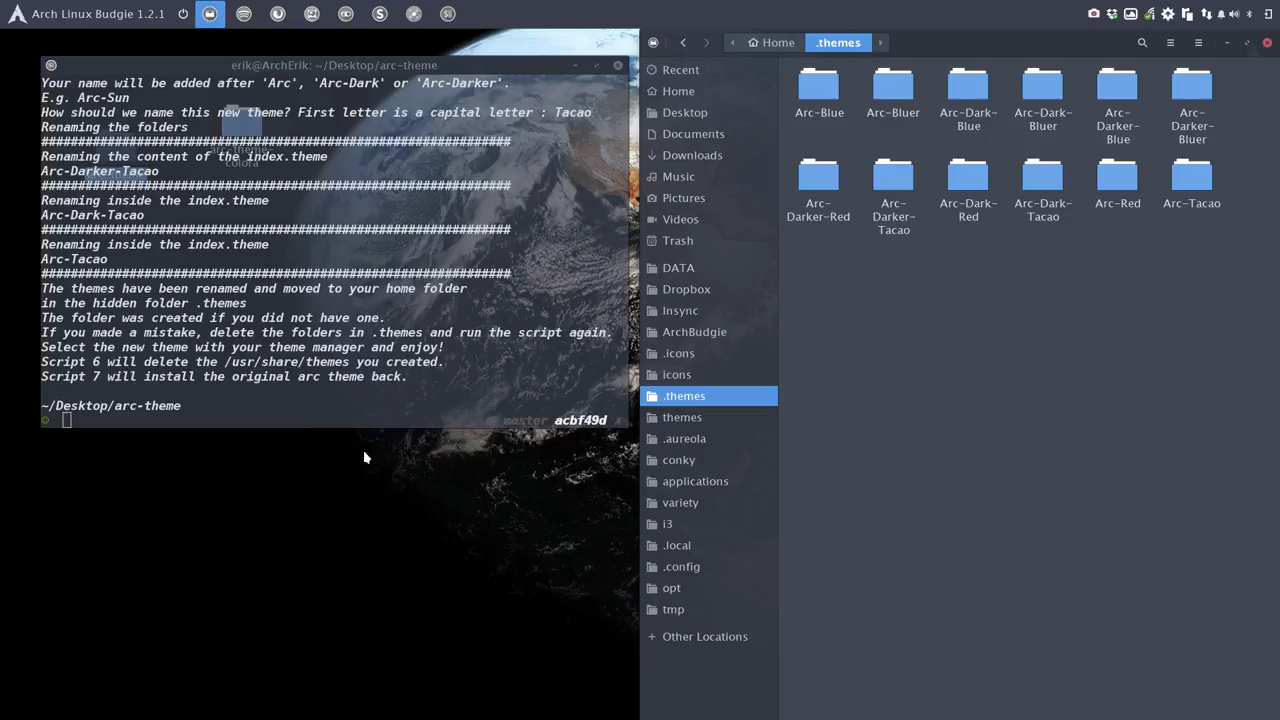 Arch Linux Budgie 1.2.1
erik@ArchErik: ~/Desktop/arc-theme
Your name will be added after 'Arc', 'Arc-Dark' or 'Arc-Darker'.
E.g. Arc-Sun
How should we name this new theme? First letter is a capital letter : Tacao
Renaming the folders
################################################################
Renaming the content of the index.theme
Arc-Darker-Tacao
################################################################
Renaming inside the index.theme
Arc-Dark-Tacao
################################################################
Renaming inside the index.theme
Arc-Tacao
################################################################
The themes have been renamed and moved to your home folder
in the hidden folder .themes
The folder was created if you did not have one.
If you made a mistake, delete the folders in .themes and run the script again.
Select the new theme with your theme manager and enjoy!
Script 6 will delete the /usr/share/themes you created.
Script 7 will install the original arc theme back.
~/Desktop/arc-theme
master acbf49d
Home
.themes
Recent
Home
Desktop
Documents
Downloads
Music
Pictures
Videos
Trash
DATA
Dropbox
Insync
ArchBudgie
.icons
icons
.themes
themes
.aureola
conky
applications
variety
i3
.local
.config
opt
tmp
Other Locations
Arc-Blue
Arc-Bluer
Arc-Dark-
Blue
Arc-Dark-
Bluer
Arc-
Darker-
Blue
Arc-
Darker-
Bluer
Arc-
Darker-Red
Arc-
Darker-
Tacao
Arc-Dark-
Red
Arc-Dark-
Tacao
Arc-Red
Arc-Tacao